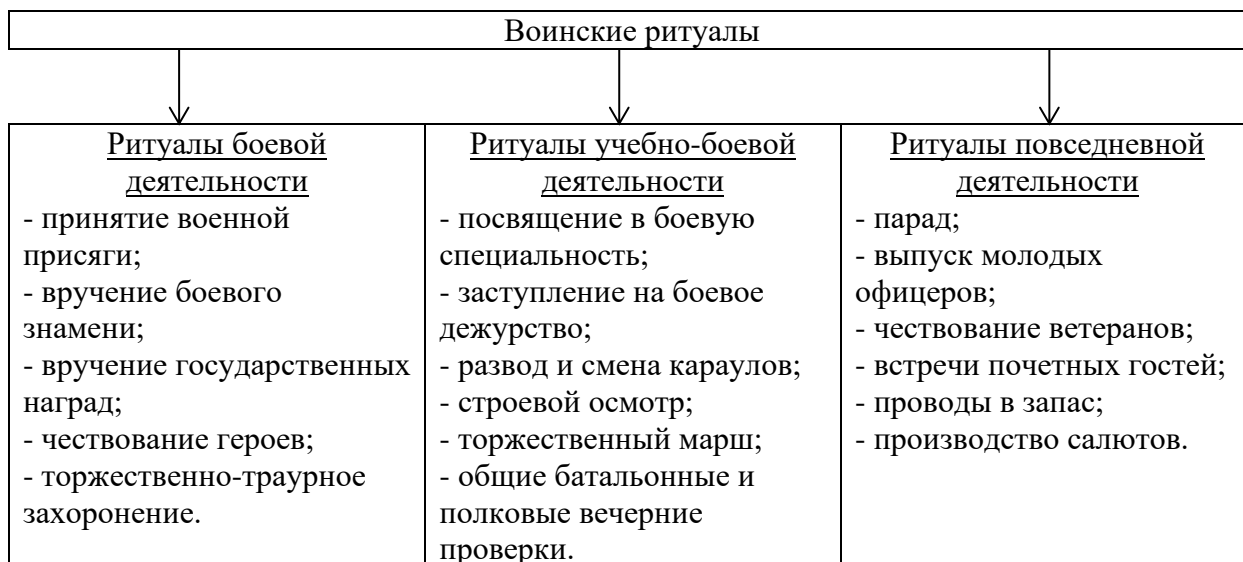 Воинские ритуалы
Ритуалы боевой
деятельности
- принятие военной
присяги;
- вручение боевого
знамени;
- вручение государственных
наград;
- чествование героев;
- торжественно-траурное
захоронение.
Ритуалы учебно-боевой
деятельности
- посвящение в боевую
специальность;
- заступление на боевое
дежурство;
- развод и смена караулов;
- строевой осмотр;
- торжественный марш;
- общие батальонные и
полковые вечерние
проверки.
Ритуалы повседневной
деятельности
- парад;
- выпуск молодых
офицеров;
- чествование ветеранов;
- встречи почетных гостей;
- проводы в запас;
- производство салютов.